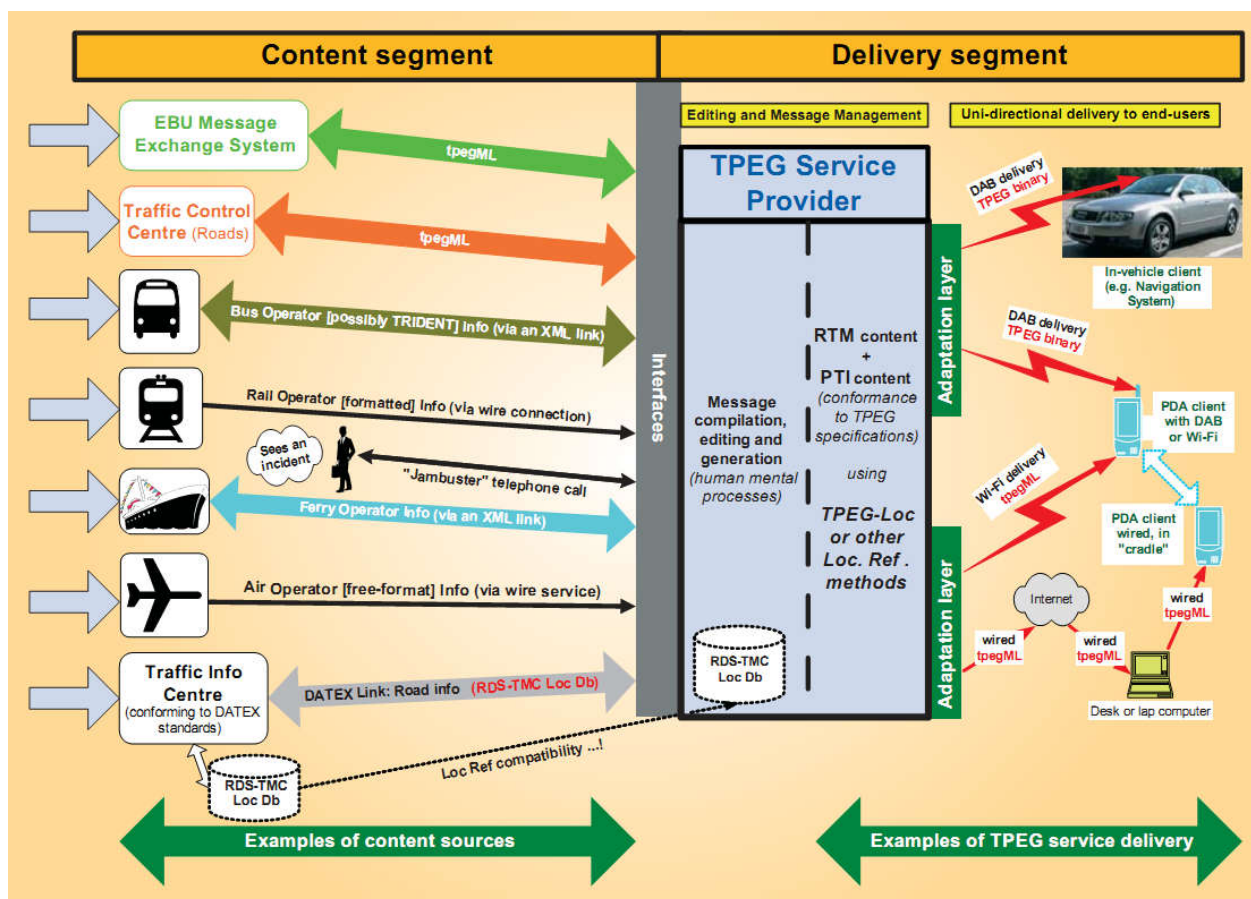 Content segment
Delivery segment
EBU Message
Exchange System
tpegML
Traffic Control
Centre (Roads)
tpegML
Bus Operator [possibly TRIDENT] Info (via an XML link)
Rail Operator [formatted] Info (via wire connection)
Sees an
incident
"Jambuster" telephone call
Ferry Operator Info (via an XML link)
Air Operator [free-format] Info (via wire service)
Traffic Info
Centre
(conforming to DATEX
standards)
DATEX Link: Road info (RDS-TMC Loc Db)
RDS-TMC
Loc Db
Loc Ref compatibility ...!
Examples of content sources
Interfaces
Editing and Message Management
TPEG Service
Provider
Message
compilation,
editing and
generation
(human mental
processes)
RDS-TMC
Loc Db
RTM content
+
PTI content
(conformance
to TPEG
specifications)
using
TPEG-Loc
or other
Loc. Ref .
methods
Adaptation layer
Adaptation layer
Uni-directional delivery to end-users
DAB delivery
TPEG binary
In-vehicle client
(e.g. Navigation
System)
DAB delivery
TPEG binary
PDA client
with DAB
or Wi-Fi
Wi-Fi delivery
tpegML
PDA client
wired, in
"cradle"
Internet
wired
tpegML
wired
tpegML
wired
tpegML
Desk or lap computer
Examples of TPEG service delivery